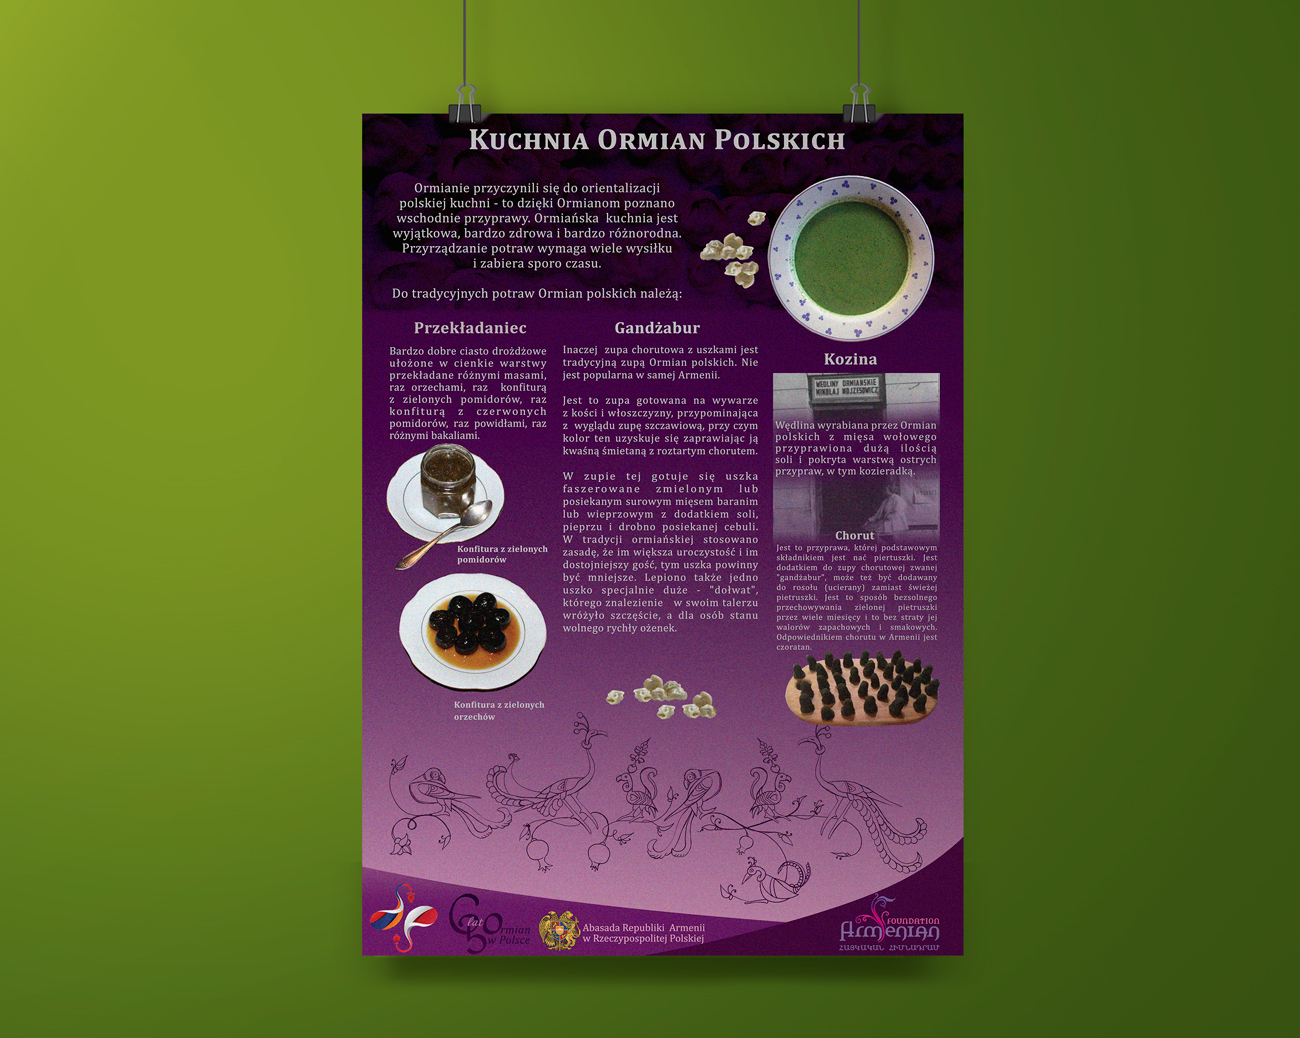 Kuchnia Ormian Polskich
Ormianie przyczynili się do orientalizacji
polskiej kuchni - to dzięki Ormianom poznano
wschodnie przyprawy. Ormiańska kuchnia jest
wyjątkowa, bardzo zdrowa i bardzo różnorodna.
Przyrządzanie potraw wymaga wiele wysiłku
i zabiera sporo czasu.
Do tradycyjnych potraw Ormian polskich należą:
Przekładaniec
Bardzo dobre ciasto drożdżowe
ułożone w cienkie warstwy
przekładane różnymi masami,
raz orzechami, raz konfiturą
z zielonych pomidorów, raz
konfiturą z czerwonych
pomidorów, raz powidłami, raz
różnymi bakaliami.
Konfitura z zielonych
pomidorów
Konfitura z zielonych
orzechów
Gandżabur
Inaczej zupa chorutowa z uszkami jest
tradycyjną zupą Ormian polskich. Nie
jest popularna w samej Armenii.
Jest to zupa gotowana na wywarze
z kości i włoszczyzny, przypominająca
z wyglądu zupę szczawiową, przy czym
kolor ten uzyskuje się zaprawiając ją
kwaśną śmietaną z roztartym chorutem.
W zupie tej gotuje się uszka
faszerowane zmielonym lub
posiekanym surowym mięsem baranim
lub wieprzowym z dodatkiem soli,
pieprzu i drobno posiekanej cebuli.
W tradycji ormiańskiej stosowano
zasadę, że im większa uroczystość i im
dostojniejszy gość, tym uszka powinny
być mniejsze. Lepiono także jedno
uszko specjalnie duże - "dołwat",
którego znalezienie w swoim talerzu
wróżyło szczęście, a dla osób stanu
wolnego rychły ożenek.
Kozina
WĘDLINY ORMIAŃSKIE
MIKOŁAJ MOJZESOWICZ
Wędlina wyrabiana przez Ormian
polskich z mięsa wołowego
przyprawiona dużą ilością
soli i pokryta warstwą ostrych
przypraw, w tym kozieradką.
Chorut
Jest to przyprawa, której podstawowym
składnikiem jest nać piertuszki. Jest
dodatkiem do zupy chorutowej zwanej
"gandżabur", może też być dodawany
do rosołu (ucierany) zamiast świeżej
pietruszki. Jest to sposób bezsolnego
przechowywania zielonej pietruszki
przez wiele miesięcy i to bez straty jej
walorów zapachowych i smakowych.
Odpowiednikiem chorutu w Armenii jest
czoratan.
650 lat
Ormian
w Polsce
Abasada Republiki Armenii
w Rzeczypospolitej Polskiej
FOUNDATION
ARMENIAN
ՀԱՅԿԱԿԱՆ ՀԻՄՆԱԴՐԱՄ